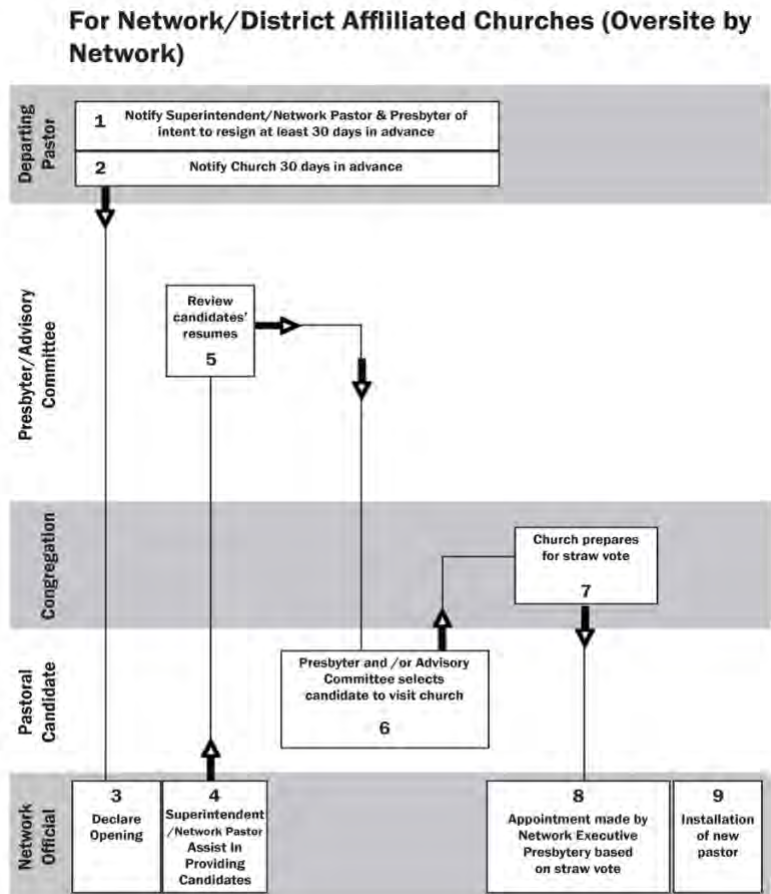 For Network/District Affliliated Churches (Oversite by
Network)
Departing
Pastor
1
Notify Superintendent/Network Pastor & Presbyter of
intent to resign at least 30 days in advance
2
Notify Church 30 days in advance
Presbyter/Advisory
Committee
Review
candidates'
resumes
5
Congregation
Church prepares
for straw vote
7
Pastoral
Candidate
Presbyter and /or Advisory
Committee selects
candidate to visit church
6
Network
Official
3
Declare
Opening
4
Superintendent
/Network Pastor
Assist in
Providing
Candidates
8
Appointment made by
Network Executive
Presbytery based
on straw vote
9
Installation
of new
pastor